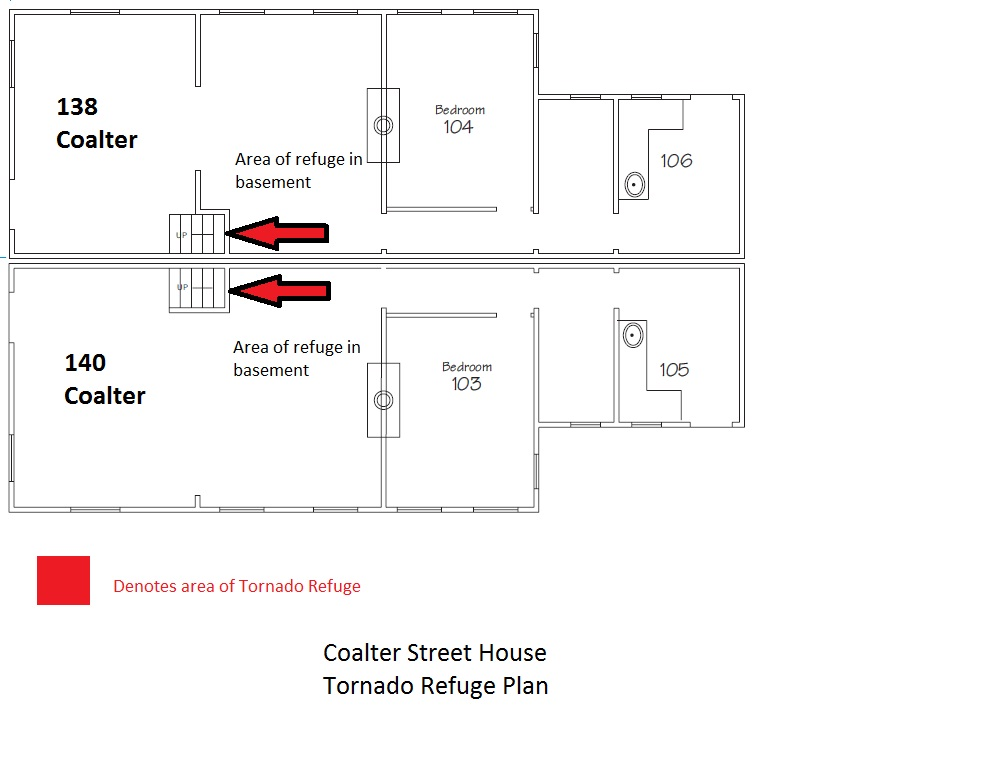 138
Coalter
Area of refuge in
basement
Bedroom
104
106
UP
UP
140
Coalter
Area of refuge in
basement
Bedroom
103
105
Denotes area of Tornado Refuge
Coalter Street House
Tornado Refuge Plan